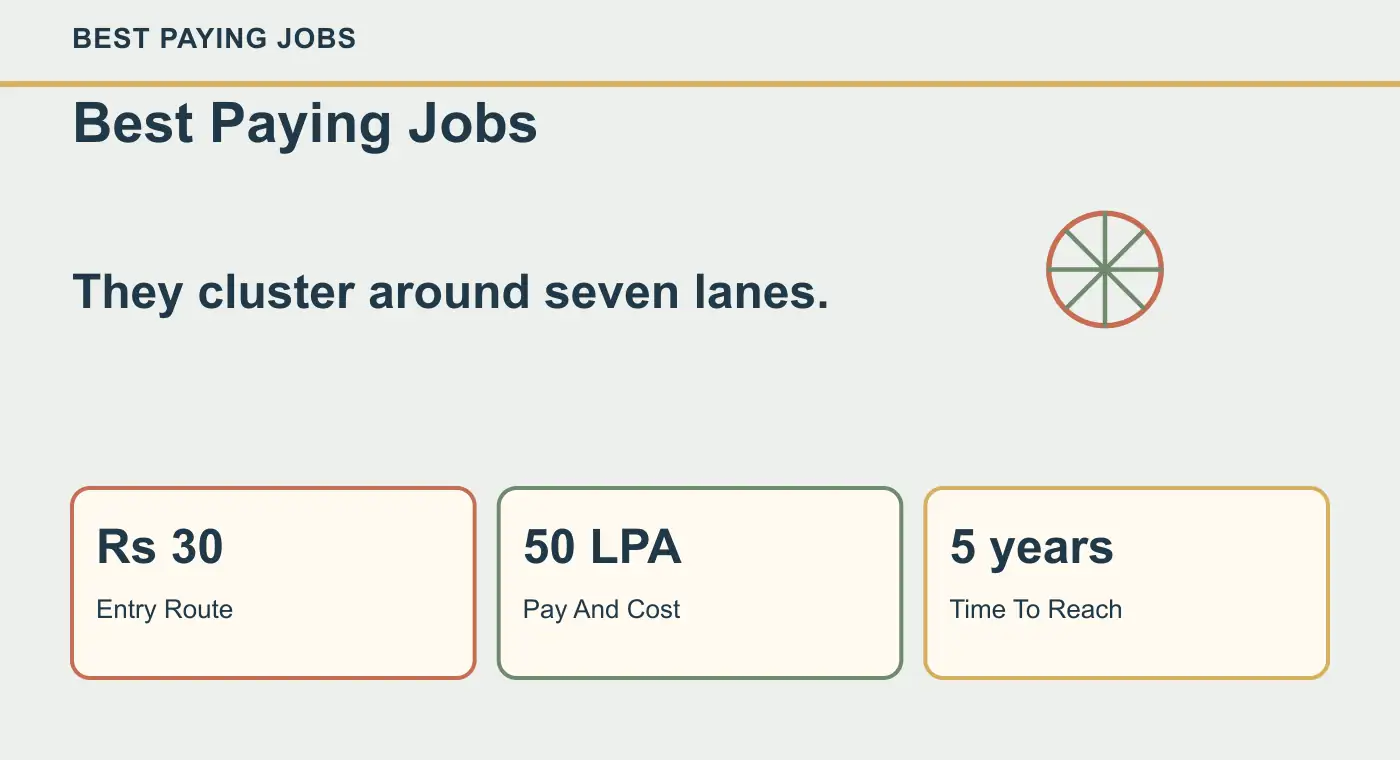 BEST PAYING JOBS
Best Paying Jobs
They cluster around seven lanes.
Rs 30
Entry Route
50 LPA
Pay And Cost
5 years
Time To Reach